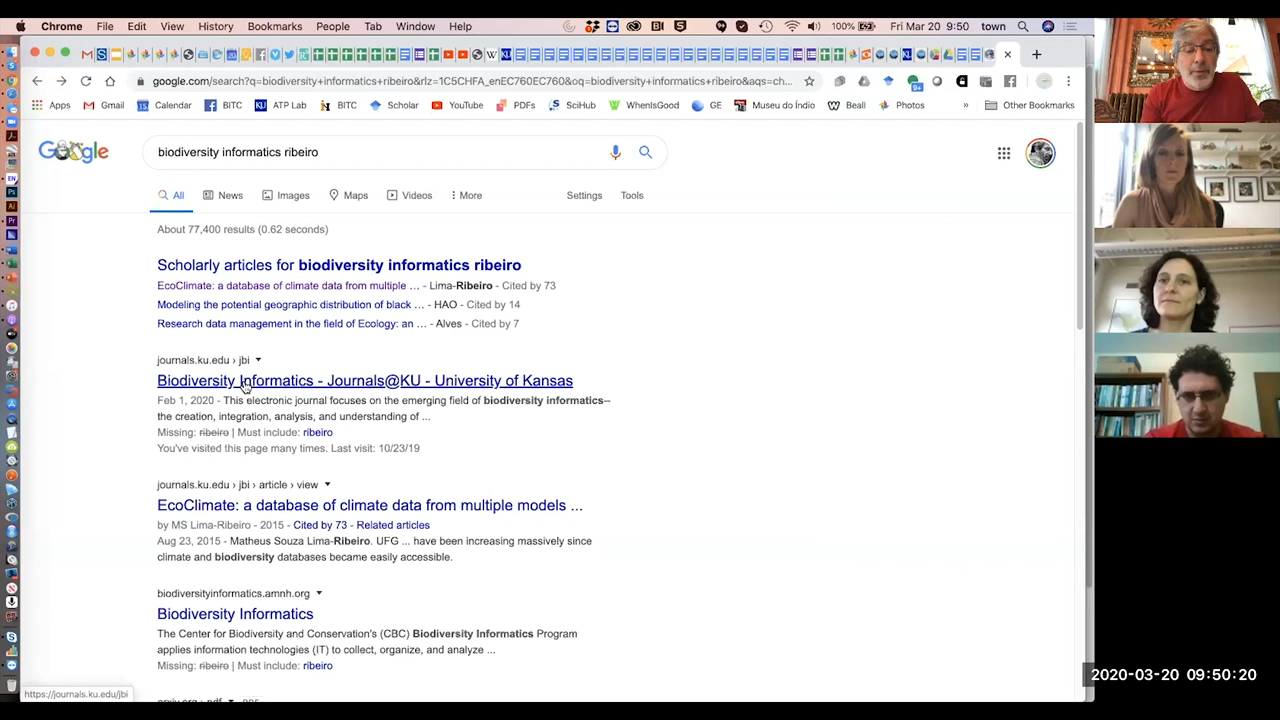 Chrome File Edit View History Bookmarks People Tab Window Help 100% Fri Mar 20 9:50 town
google.com/search?q=biodiversity+informatics+ribeiro&rlz=1C5CHFA_enEC760EC760&oq=biodiversity+informatics+ribeiro&aqs=ch...
Apps Gmail Calendar BITC ATP Lab BITC Scholar YouTube PDFs SciHub WhenIsGood GE Museu do Índio Beall Photos » Other Bookmarks
Google
biodiversity informatics ribeiro
All News Images Maps Videos More Settings Tools
About 77,400 results (0.62 seconds)
Scholarly articles for biodiversity informatics ribeiro
EcoClimate: a database of climate data from multiple ... - Lima-Ribeiro - Cited by 73
Modeling the potential geographic distribution of black ... - HAO - Cited by 14
Research data management in the field of Ecology: an ... - Alves - Cited by 7
journals.ku.edu › jbi
Biodiversity Informatics - Journals@KU - University of Kansas
Feb 1, 2020 - This electronic journal focuses on the emerging field of biodiversity informatics--
the creation, integration, analysis, and understanding of ...
Missing: ribeiro | Must include: ribeiro
You've visited this page many times. Last visit: 10/23/19
journals.ku.edu › jbi › article › view
EcoClimate: a database of climate data from multiple models ...
by MS Lima-Ribeiro - 2015 - Cited by 73 - Related articles
Aug 23, 2015 - Matheus Souza Lima-Ribeiro. UFG ... have been increasing massively since
climate and biodiversity databases became easily accessible.
biodiversityinformatics.amnh.org
Biodiversity Informatics
The Center for Biodiversity and Conservation's (CBC) Biodiversity Informatics Program
applies information technologies (IT) to collect, organize, and analyze ...
Missing: ribeiro | Must include: ribeiro
https://journals.ku.edu/jbi
2020-03-20 09:50:20